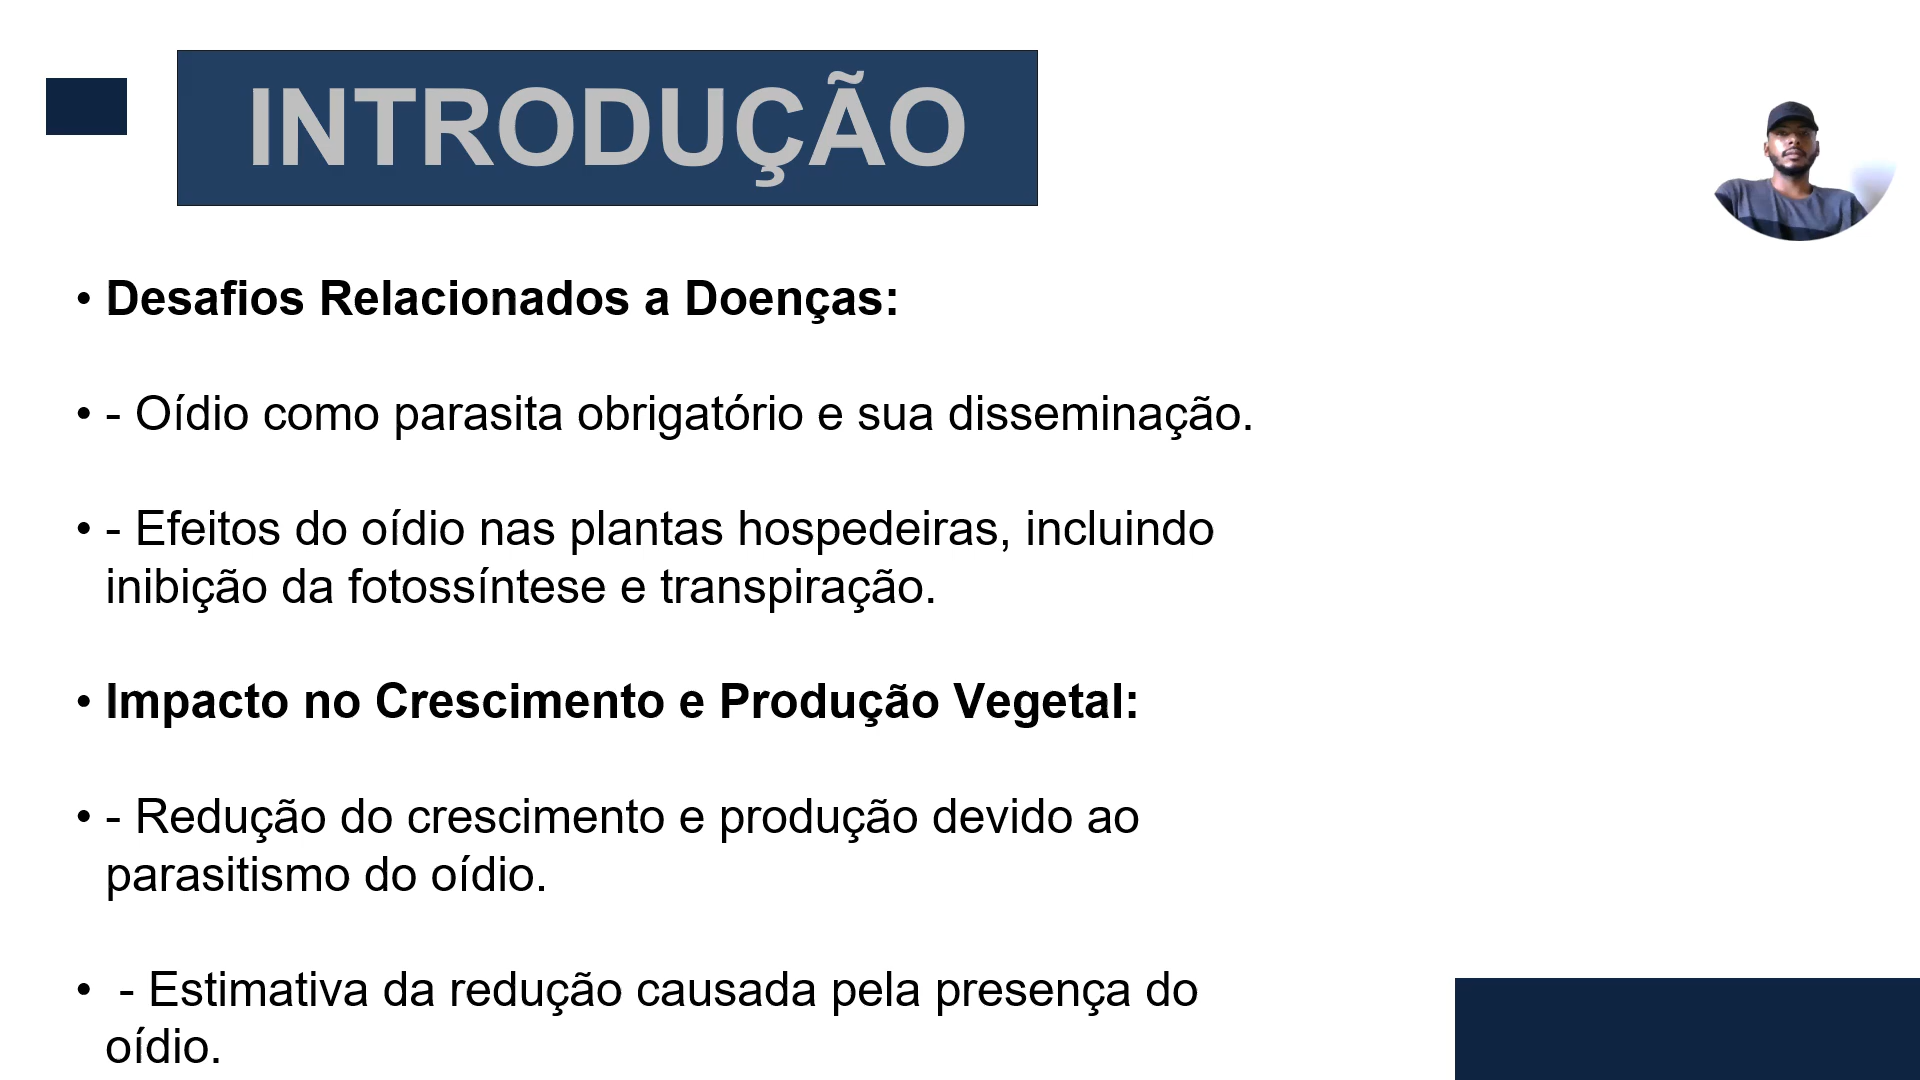 INTRODUÇÃO
• Desafios Relacionados a Doenças:
• - Oídio como parasita obrigatório e sua disseminação.
• - Efeitos do oídio nas plantas hospedeiras, incluindo
inibição da fotossíntese e transpiração.
• Impacto no Crescimento e Produção Vegetal:
• - Redução do crescimento e produção devido ao
parasitismo do oídio.
• - Estimativa da redução causada pela presença do
oídio.